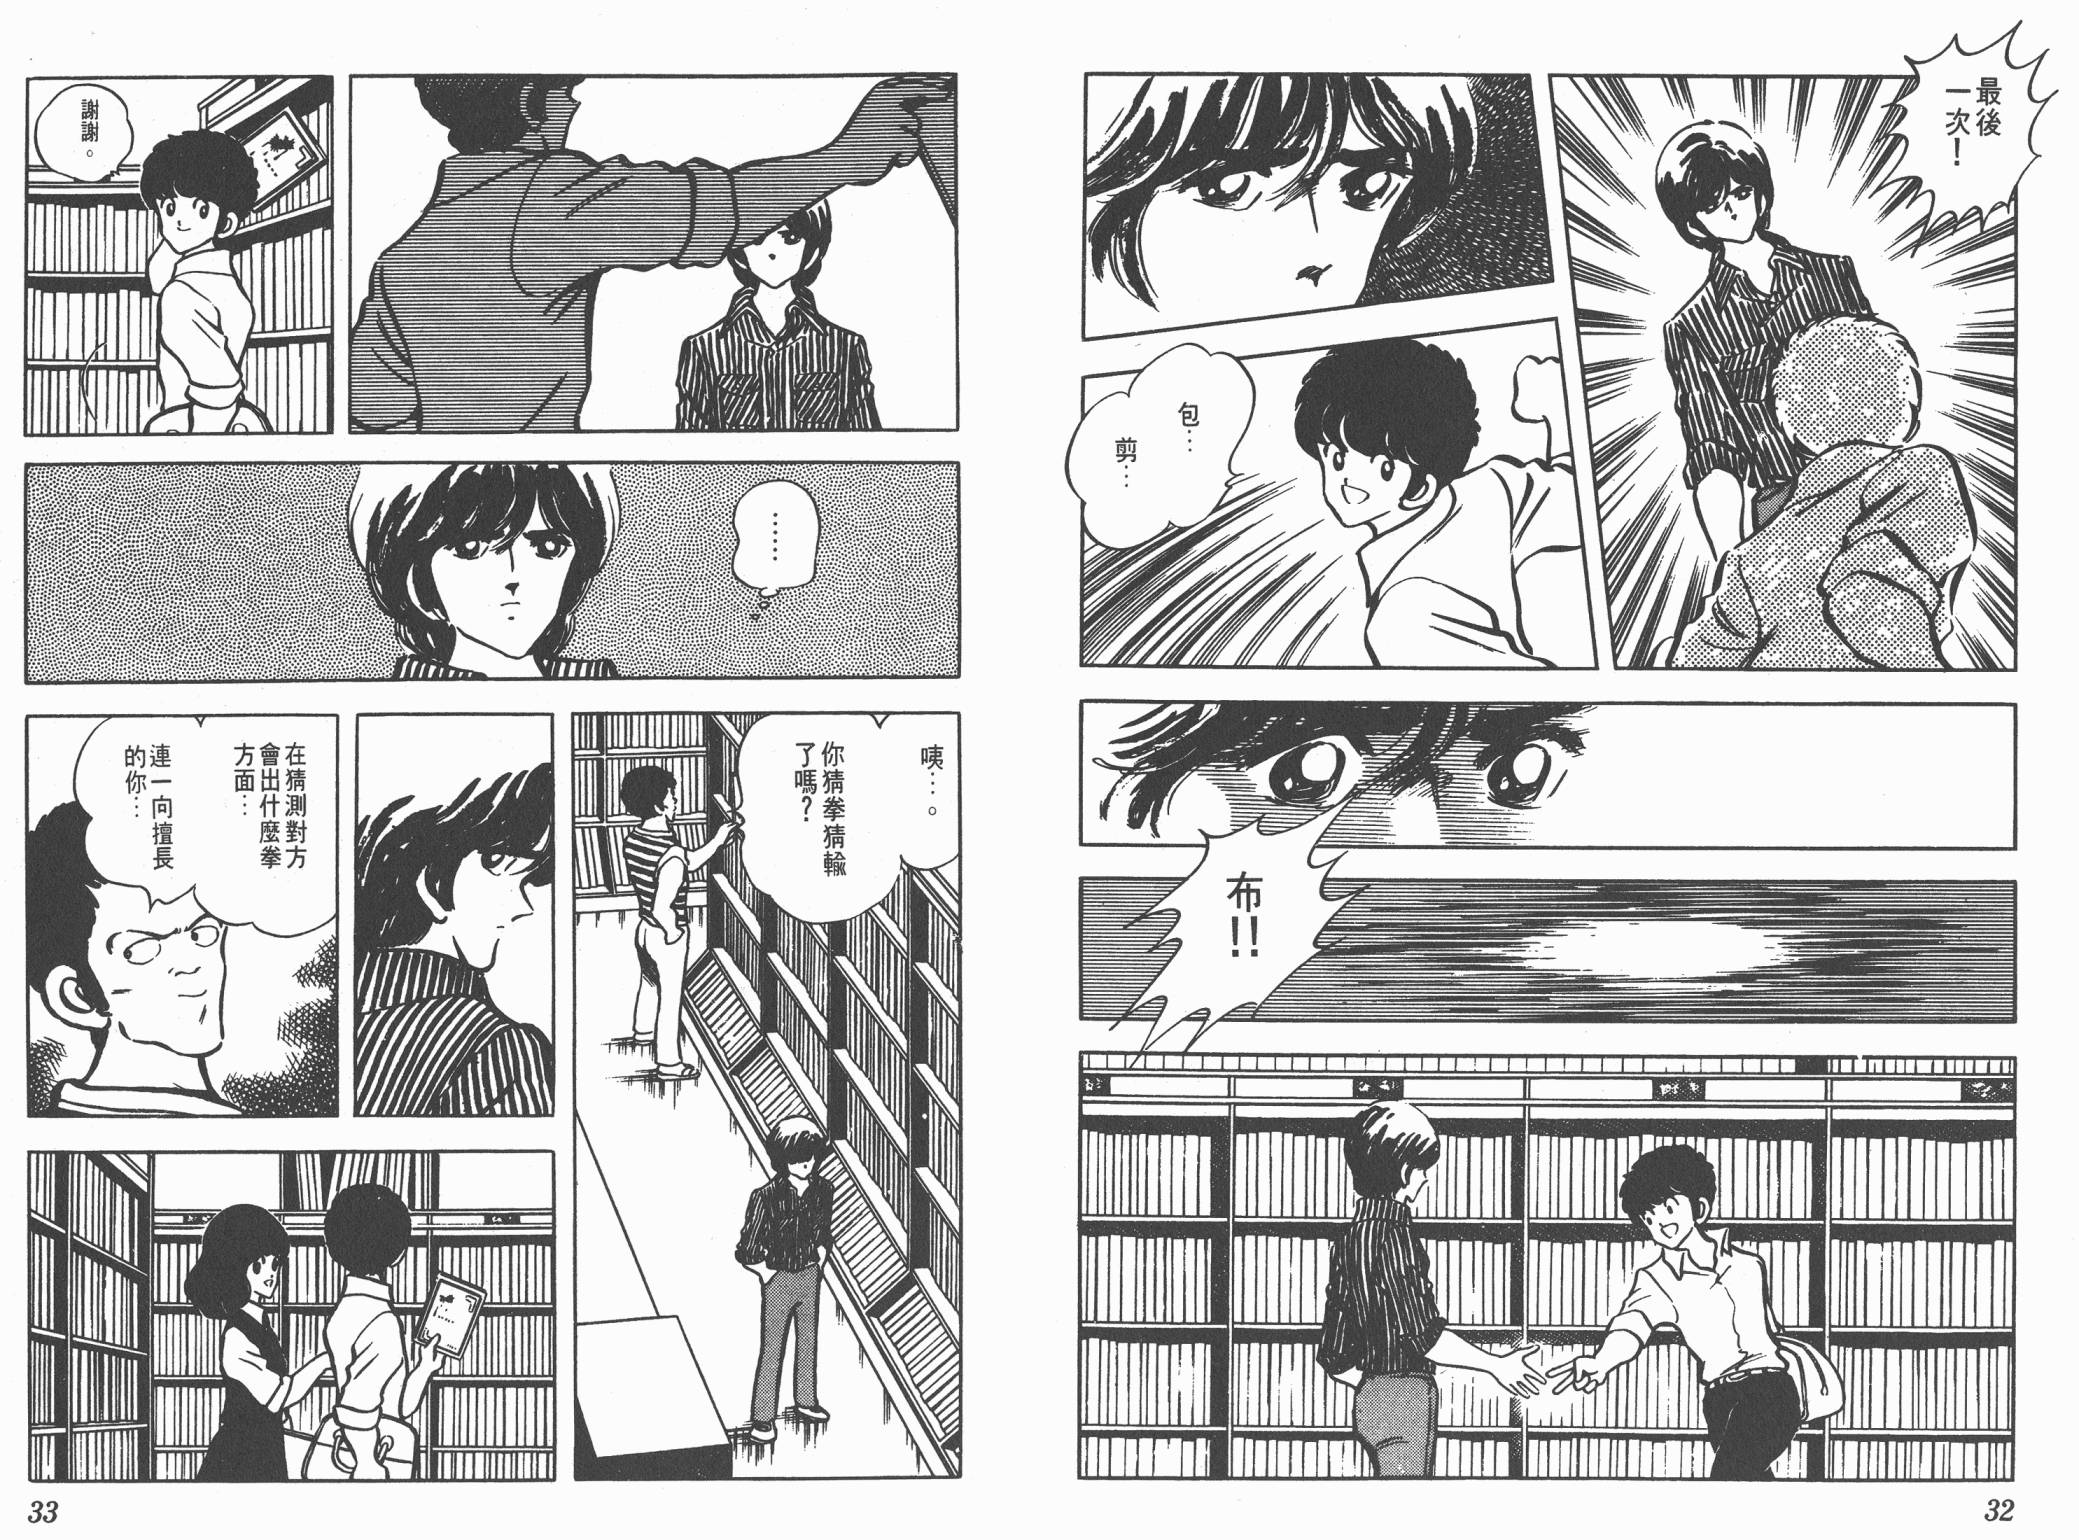 最後
一次！
包…
剪…
布!!
32
謝謝。
……
咦…。
你猜拳猜輸
了嗎？
在猜測對方
會出什麼拳
方面…
連一向擅長
的你…
33